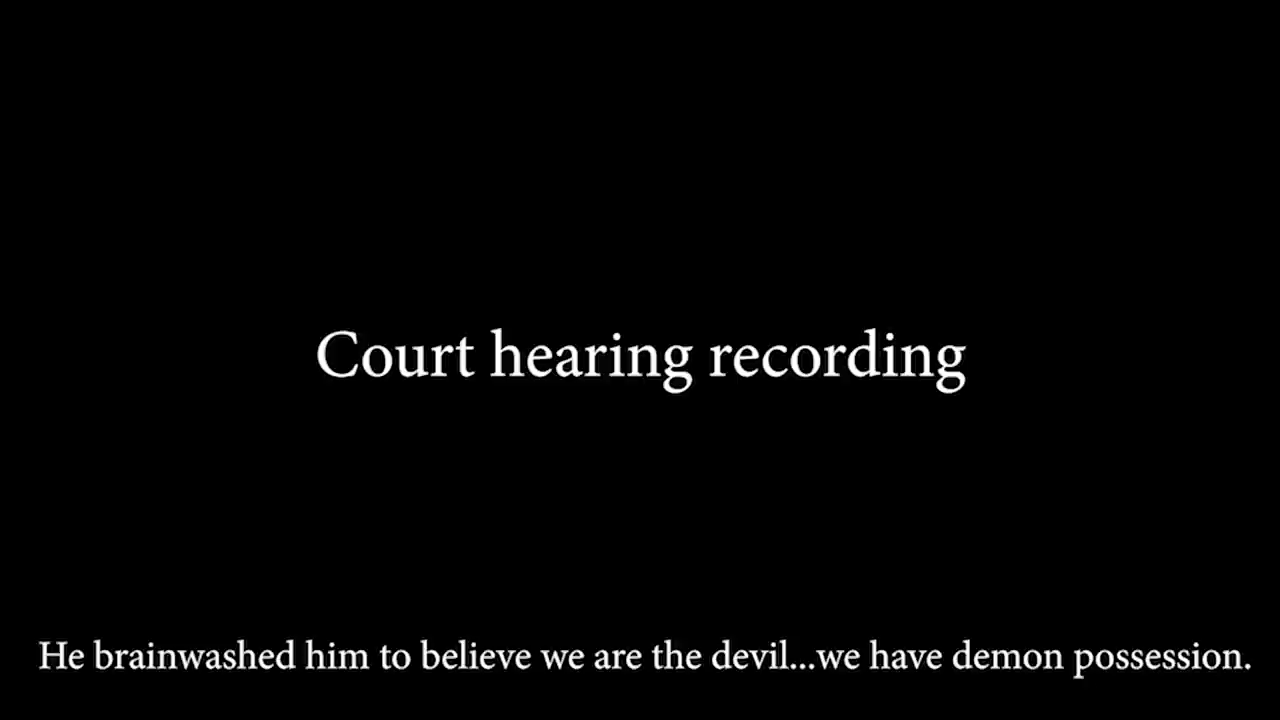 Court hearing recording
He brainwashed him to believe we are the devil...we have demon possession.